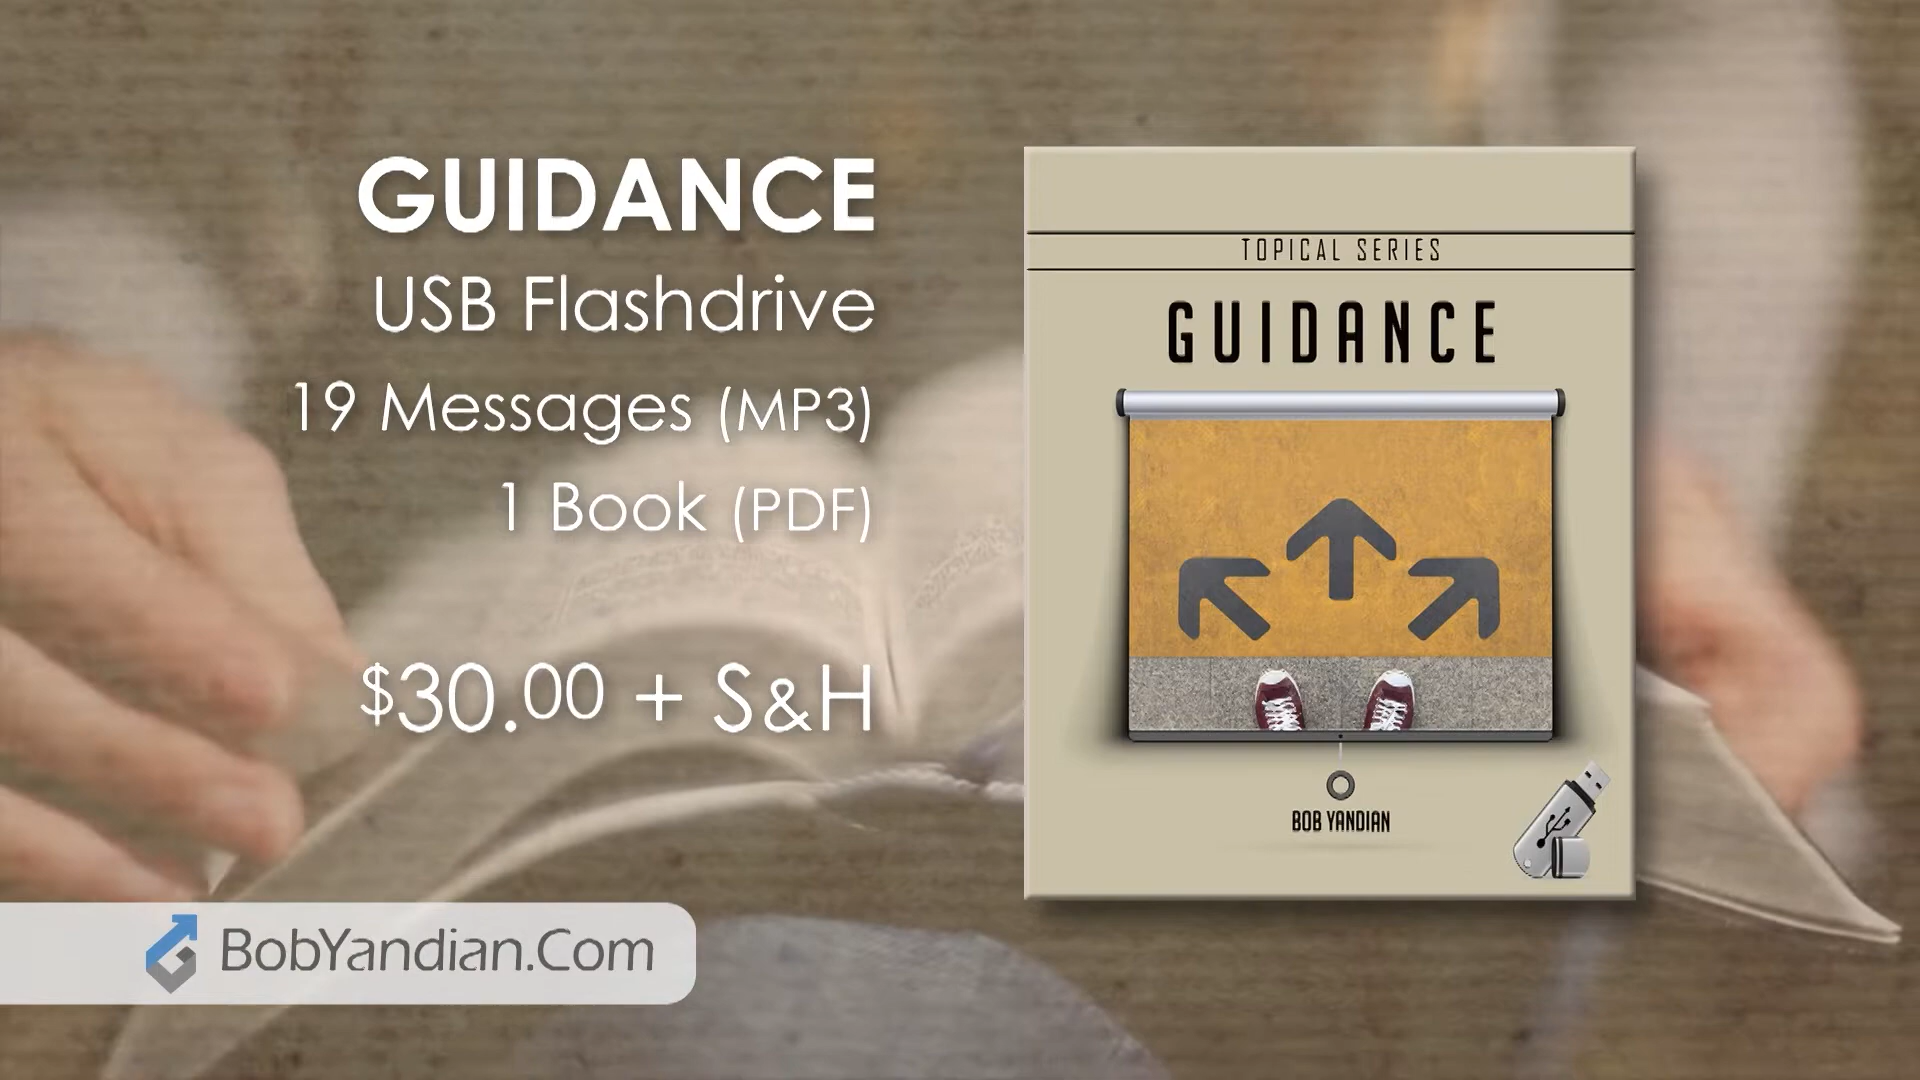 GUIDANCE
USB Flashdrive
19 Messages (MP3)
1 Book (PDF)
$30.00 + S&H
TOPICAL SERIES
GUIDANCE
BOB YANDIAN
BobYandian.Com